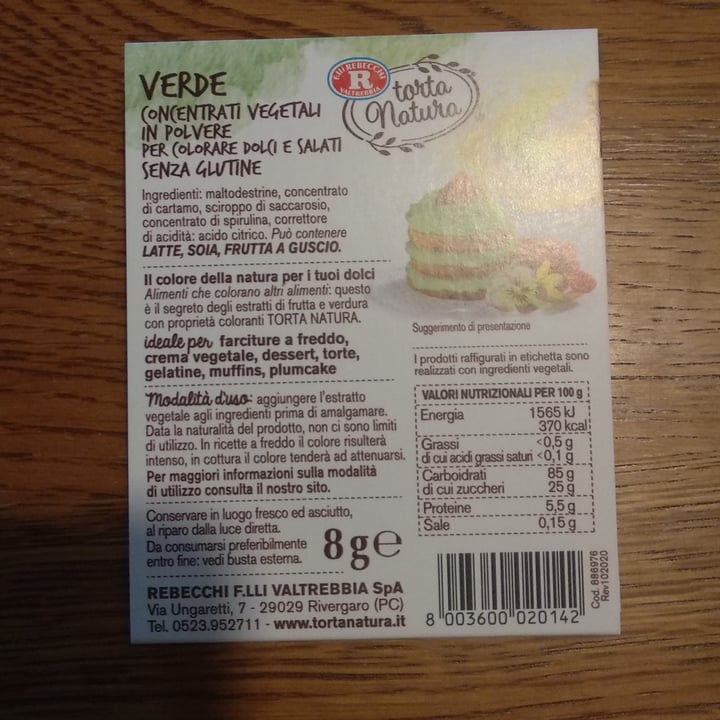 VERDE
CONCENTRATI VEGETALI
IN POLVERE
PER COLORARE DOLCI E SALATI
SENZA GLUTINE
F.LLI REBECCHI
R
VALTREBBIA
torta
Natura
Ingredienti: maltodestrine, concentrato
di cartamo, sciroppo di saccarosio,
concentrato di spirulina, correttore
di acidità: acido citrico. Può contenere
LATTE, SOIA, FRUTTA A GUSCIO.
Il colore della natura per i tuoi dolci
Alimenti che colorano altri alimenti: questo
è il segreto degli estratti di frutta e verdura
con proprietà coloranti TORTA NATURA.
ideale per farciture a freddo,
crema vegetale, dessert, torte,
gelatine, muffins, plumcake
Modalità d'uso: aggiungere l'estratto
vegetale agli ingredienti prima di amalgamare.
Data la naturalità del prodotto, non ci sono limiti
di utilizzo. In ricette a freddo il colore risulterà
intenso, in cottura il colore tenderà ad attenuarsi.
Per maggiori informazioni sulla modalità
di utilizzo consulta il nostro sito.
Conservare in luogo fresco ed asciutto,
al riparo dalla luce diretta.
Da consumarsi preferibilmente
entro fine: vedi busta esterna.
8 g e
REBECCHI F.LLI VALTREBBIA SpA
Via Ungaretti, 7 - 29029 Rivergaro (PC)
Tel. 0523.952711 - www.tortanatura.it
Suggerimento di presentazione
I prodotti raffigurati in etichetta sono
realizzati con ingredienti vegetali.
VALORI NUTRIZIONALI PER 100 g
Energia 1565 kJ
370 kcal
Grassi <0,5 g
di cui acidi grassi saturi <0,1 g
Carboidrati 85 g
di cui zuccheri 25 g
Proteine 5,5 g
Sale 0,15 g
8 003600 020142
Cod. 886976
Rev102020